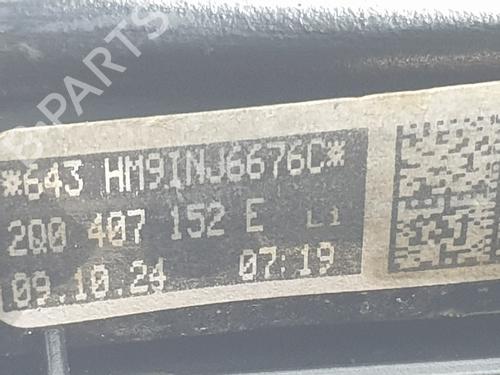 B-PARTS
*643 HM9INJ6676C*
2Q0 407 152 E L1
09.10.24 07:19